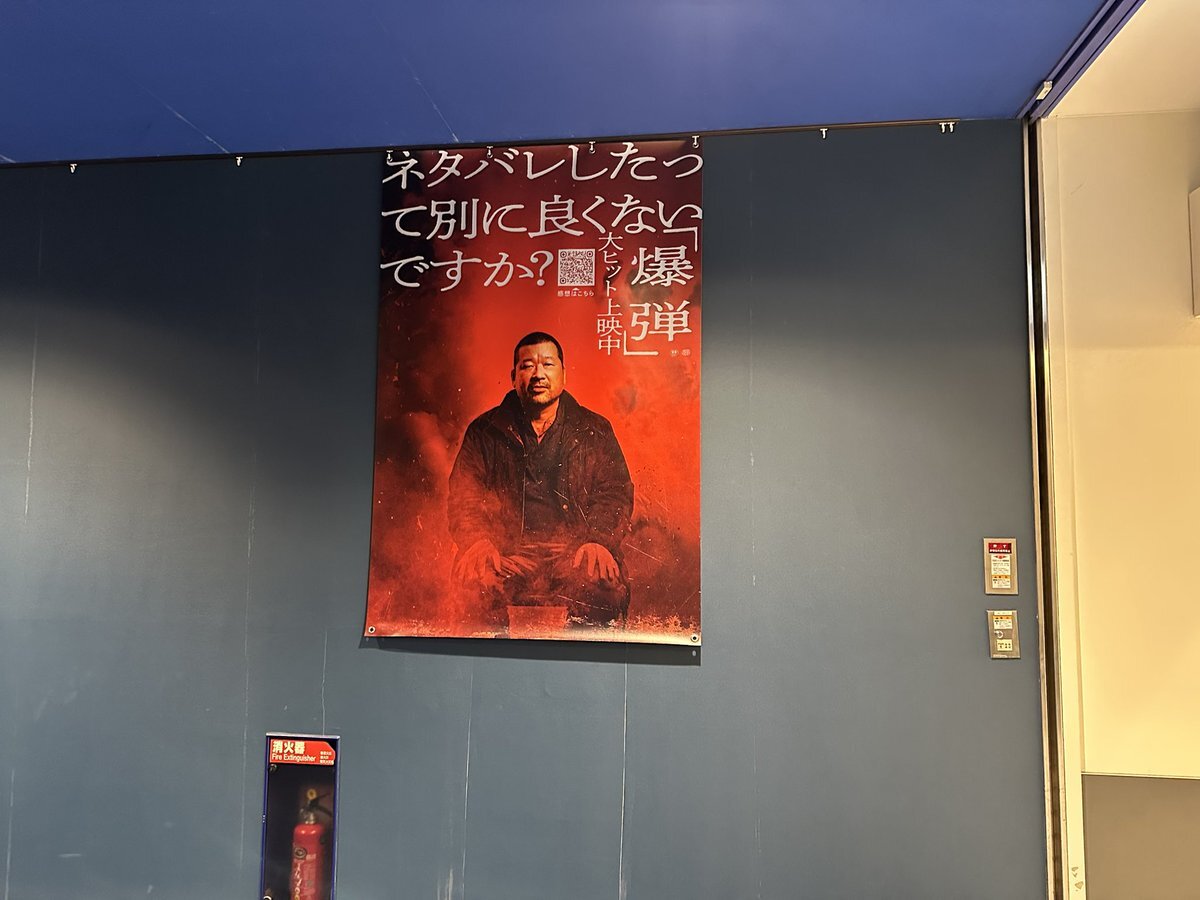 ネタバレしたっ
て別に良くない
ですか?
感想はこちら
「爆弾」
大ヒット上映中
消火器
Fire Extinguisher